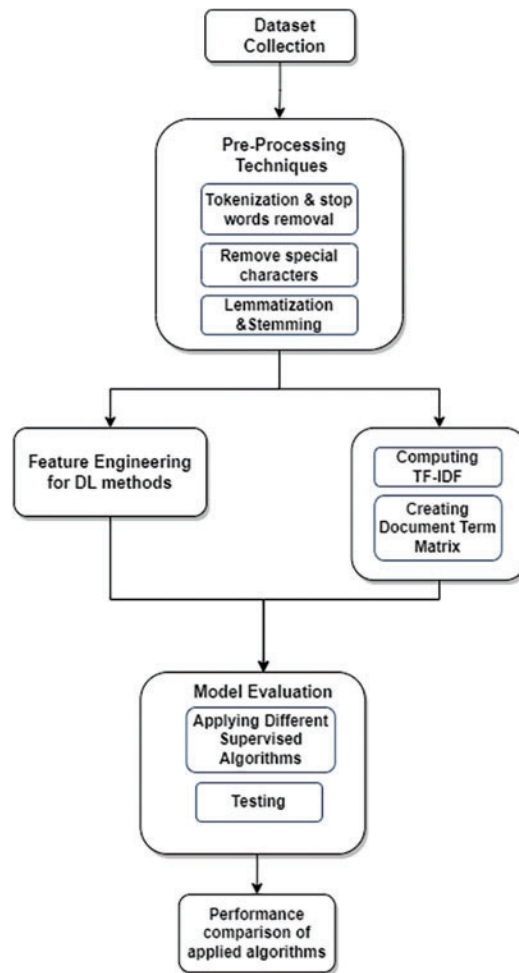 Dataset
Collection
Pre-Processing
Techniques
Tokenization & stop
words removal
Remove special
characters
Lemmatization
&Stemming
Feature Engineering
for DL methods
Computing
TF-IDF
Creating
Document Term
Matrix
Model Evaluation
Applying Different
Supervised
Algorithms
Testing
Performance
comparison of
applied algorithms